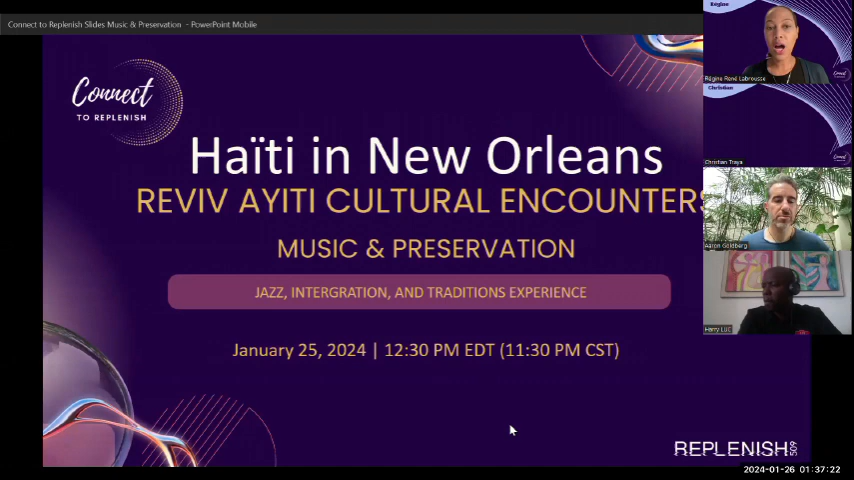 Connect to Replenish Slides Music & Preservation - PowerPoint Mobile
Connect
TO REPLENISH
Haïti in New Orleans
REVIV AYITI CULTURAL ENCOUNTERS
MUSIC & PRESERVATION
JAZZ, INTERGRATION, AND TRADITIONS EXPERIENCE
January 25, 2024 | 12:30 PM EDT (11:30 PM CST)
REPLENISH 509
Régine
Régine René Labrousse
Christian
Christian Traya
Aaron Goldberg
Harry Luc
2024-01-26 01:37:22